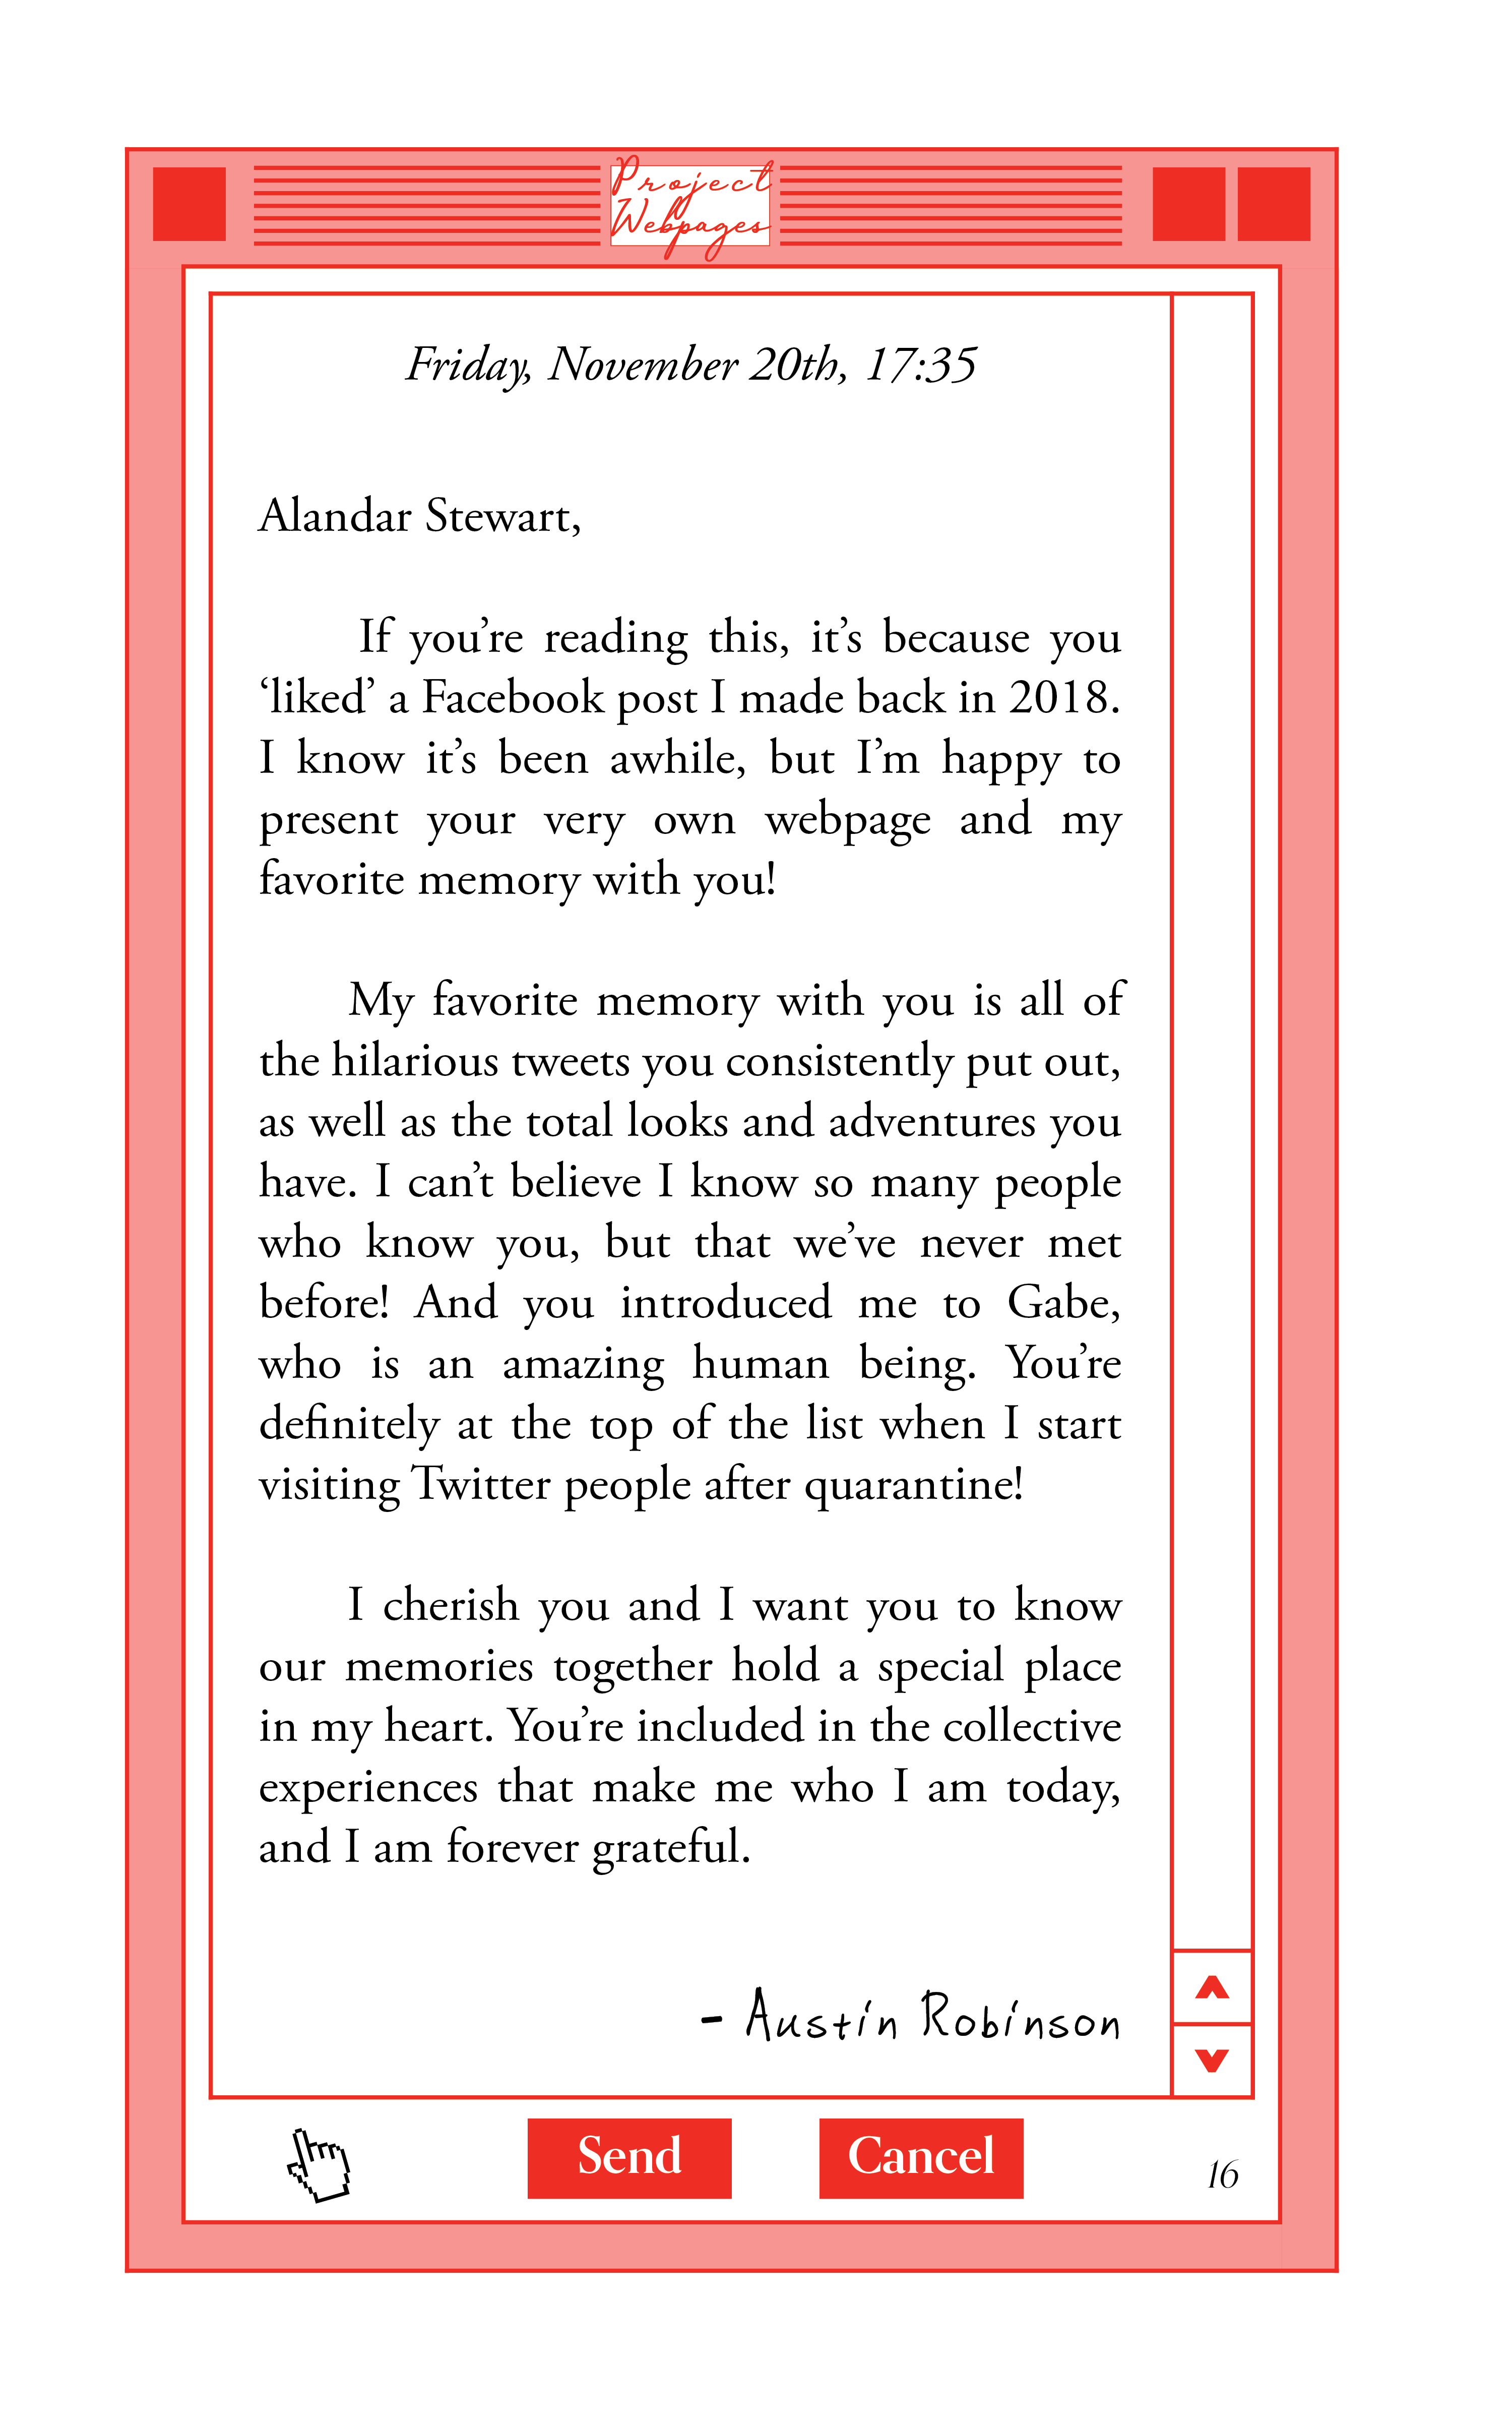 Project
Webpages
Friday, November 20th, 17:35
Alandar Stewart,
If you’re reading this, it’s because you
‘liked’ a Facebook post I made back in 2018.
I know it’s been awhile, but I’m happy to
present your very own webpage and my
favorite memory with you!
My favorite memory with you is all of
the hilarious tweets you consistently put out,
as well as the total looks and adventures you
have. I can’t believe I know so many people
who know you, but that we’ve never met
before! And you introduced me to Gabe,
who is an amazing human being. You’re
definitely at the top of the list when I start
visiting Twitter people after quarantine!
I cherish you and I want you to know
our memories together hold a special place
in my heart. You’re included in the collective
experiences that make me who I am today,
and I am forever grateful.
- Austin Robinson
Send Cancel
16